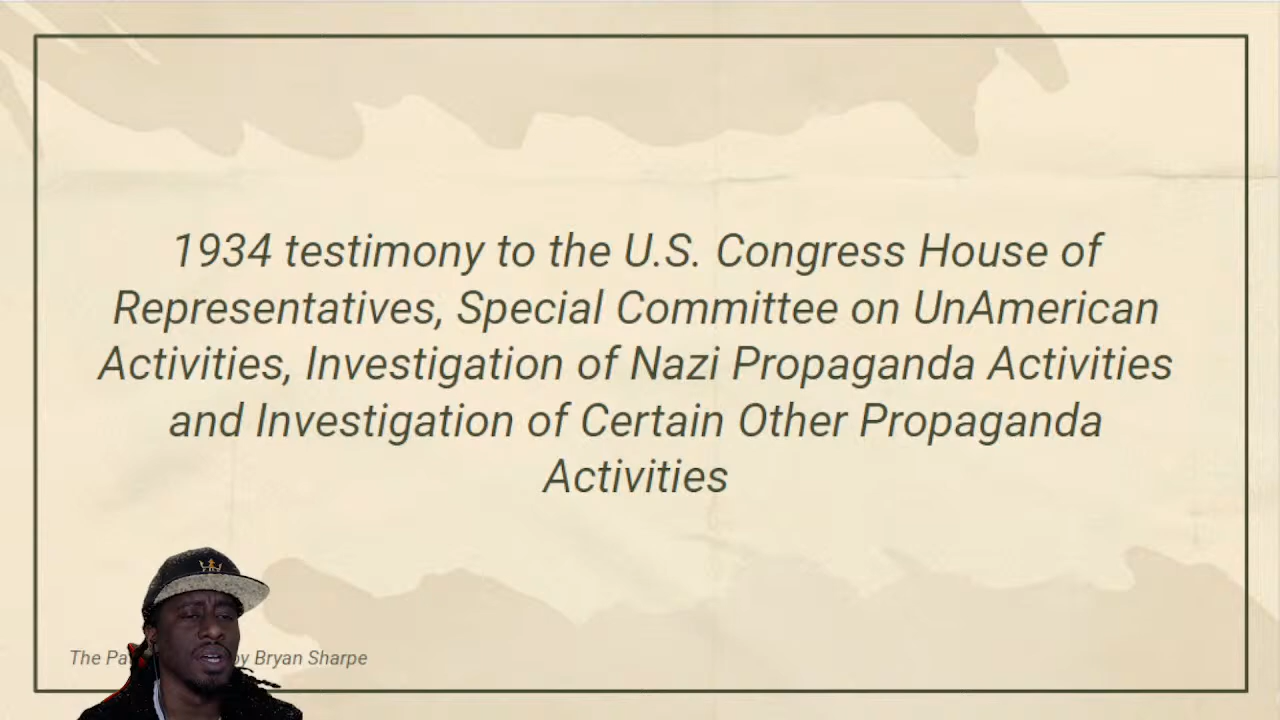 1934 testimony to the U.S. Congress House of
Representatives, Special Committee on UnAmerican
Activities, Investigation of Nazi Propaganda Activities
and Investigation of Certain Other Propaganda
Activities
The by Bryan Sharpe